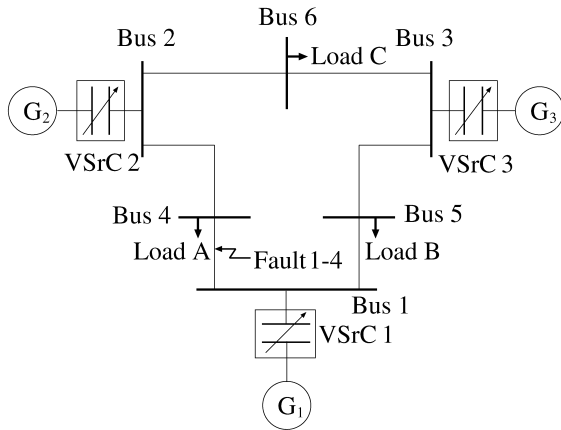 Bus 6
Bus 2
Bus 3
Load C
G2
G3
VSrC 2
VSrC 3
Bus 4
Bus 5
Load A
Fault 1-4
Load B
Bus 1
VSrC 1
G1